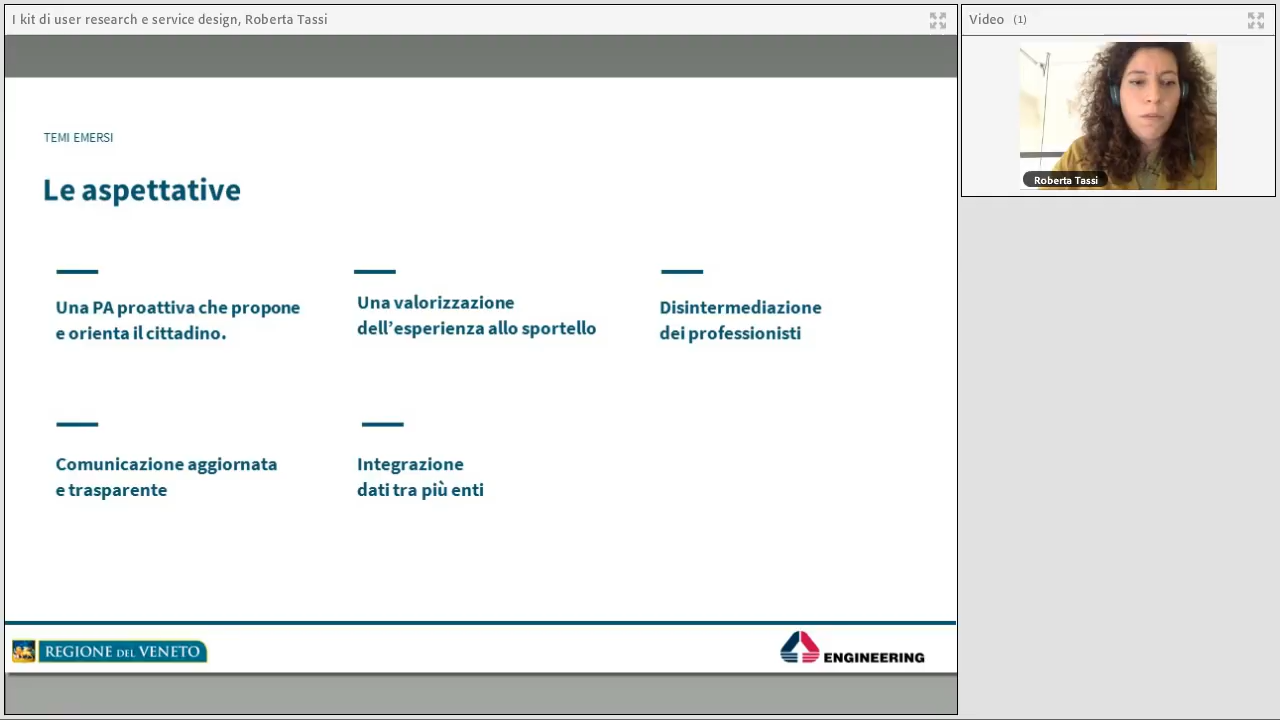 I kit di user research e service design, Roberta Tassi
Video (1)
Roberta Tassi
TEMI EMERSI
Le aspettative
Una PA proattiva che propone
e orienta il cittadino.
Una valorizzazione
dell’esperienza allo sportello
Disintermediazione
dei professionisti
Comunicazione aggiornata
e trasparente
Integrazione
dati tra più enti
REGIONE DEL VENETO
ENGINEERING